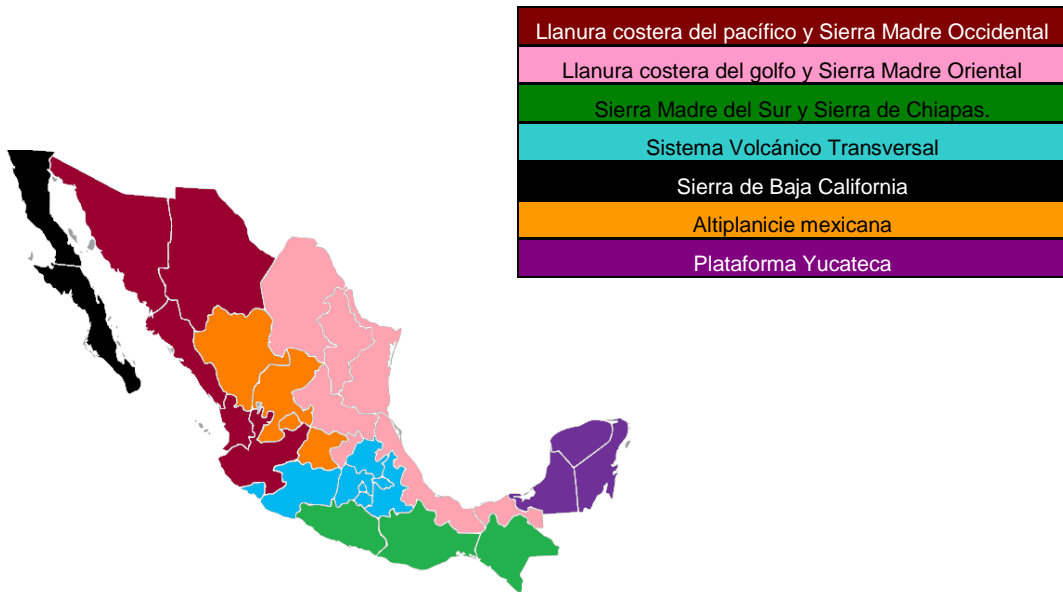 Llanura costera del pacífico y Sierra Madre Occidental
Llanura costera del golfo y Sierra Madre Oriental
Sierra Madre del Sur y Sierra de Chiapas.
Sistema Volcánico Transversal
Sierra de Baja California
Altiplanicie mexicana
Plataforma Yucateca